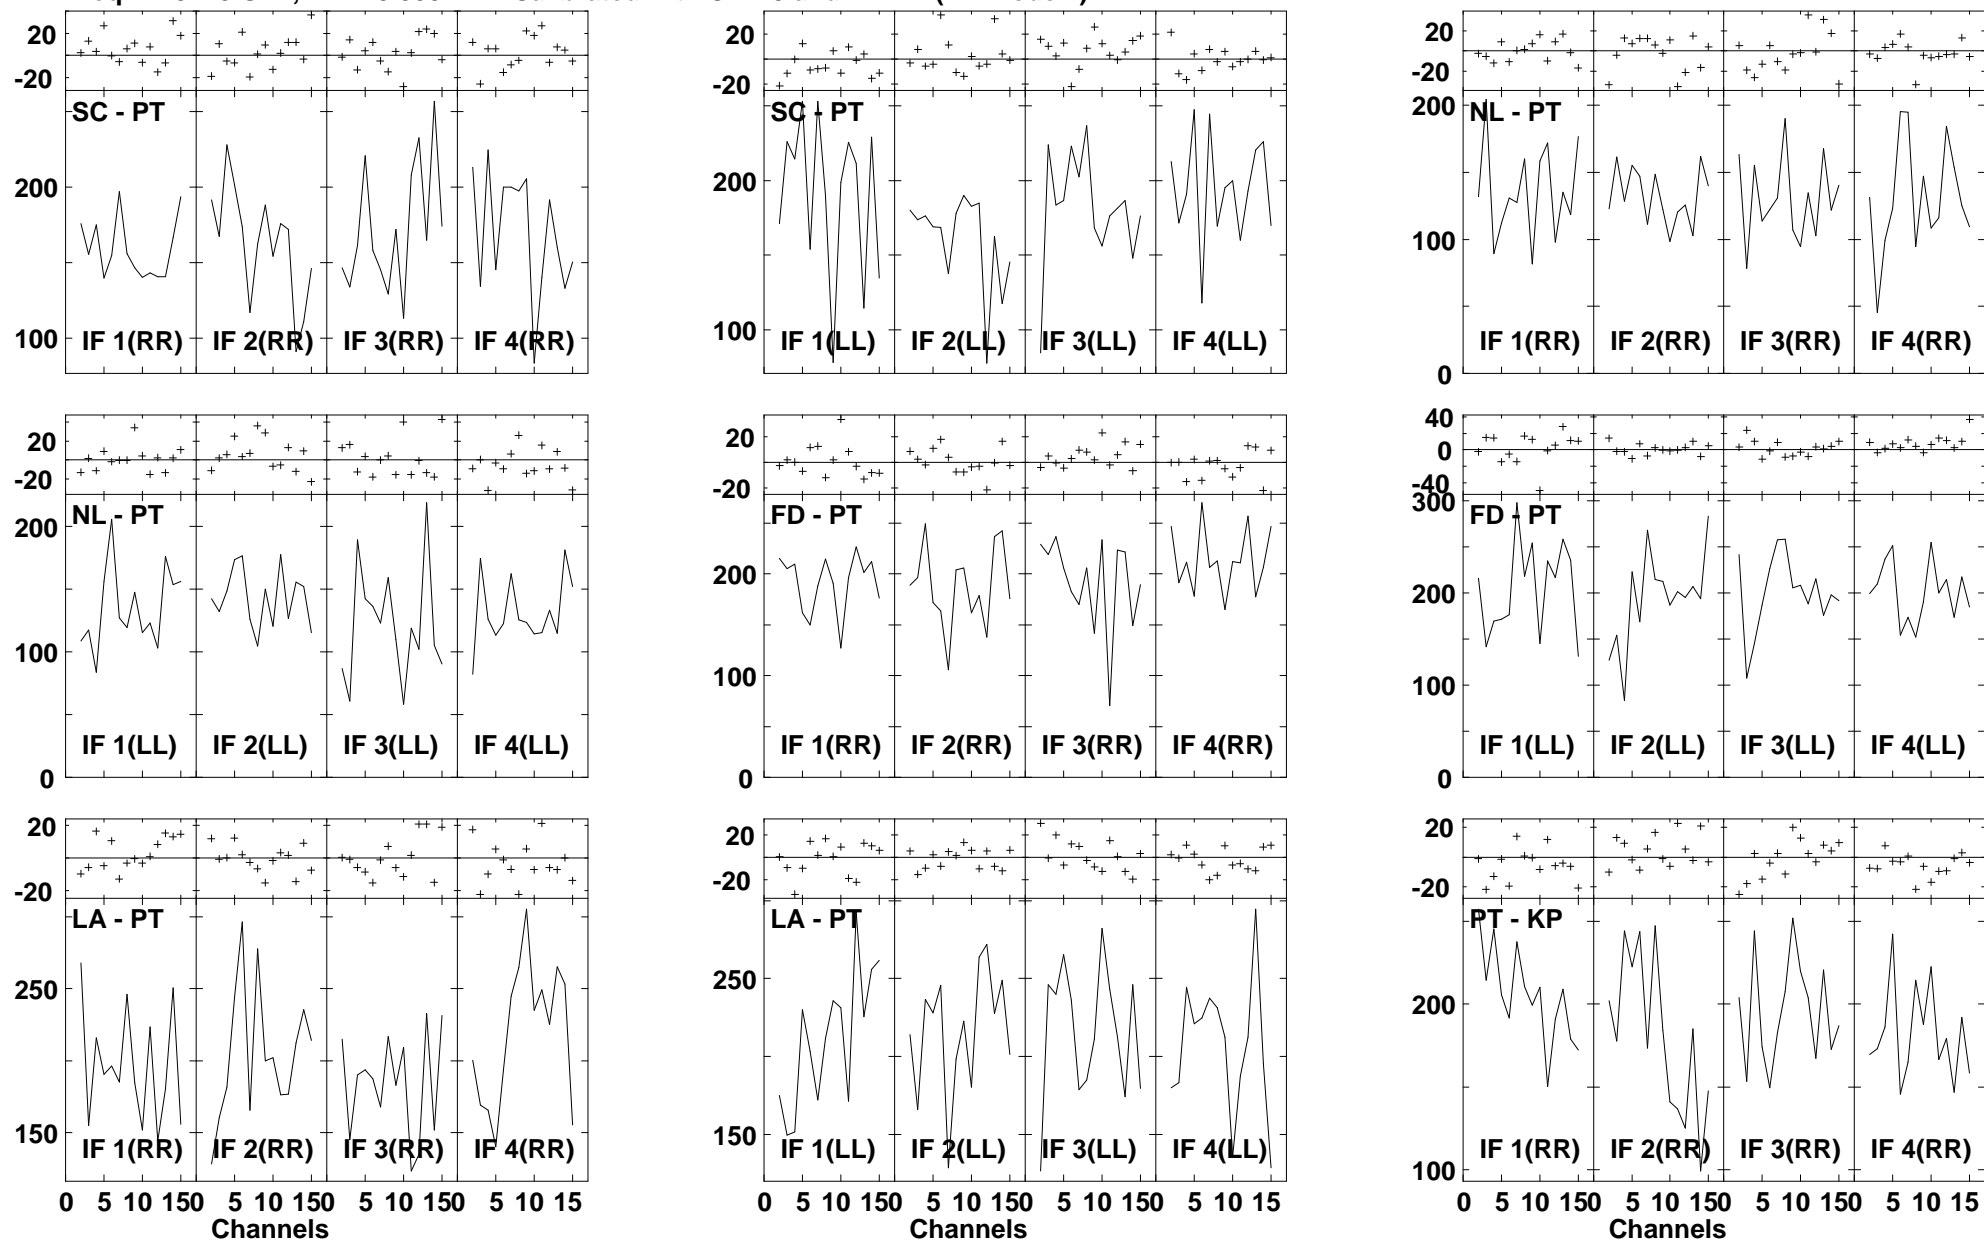 20 20 20
-20 -20 -20
SC - PT SC - PT NL - PT
200 200 200
100 100 100
IF 1(RR) IF 2(RR) IF 3(RR) IF 4(RR) IF 1(LL) IF 2(LL) IF 3(LL) IF 4(LL) IF 1(RR) IF 2(RR) IF 3(RR) IF 4(RR)
0
20 20 40
-20 -20 0
-40
NL - PT FD - PT FD - PT
300
200 200 200
100 100 100
IF 1(LL) IF 2(LL) IF 3(LL) IF 4(LL) IF 1(RR) IF 2(RR) IF 3(RR) IF 4(RR) IF 1(LL) IF 2(LL) IF 3(LL) IF 4(LL)
0 0 0
20 20 20
-20 -20 -20
LA - PT LA - PT PT - KP
250 250 200
150 150 100
IF 1(RR) IF 2(RR) IF 3(RR) IF 4(RR) IF 1(LL) IF 2(LL) IF 3(LL) IF 4(LL) IF 1(RR) IF 2(RR) IF 3(RR) IF 4(RR)
0 5 10 150 5 10 150 5 10 150 5 10 15 0 5 10 150 5 10 150 5 10 150 5 10 15 0 5 10 150 5 10 150 5 10 150 5 10 15
Channels Channels Channels